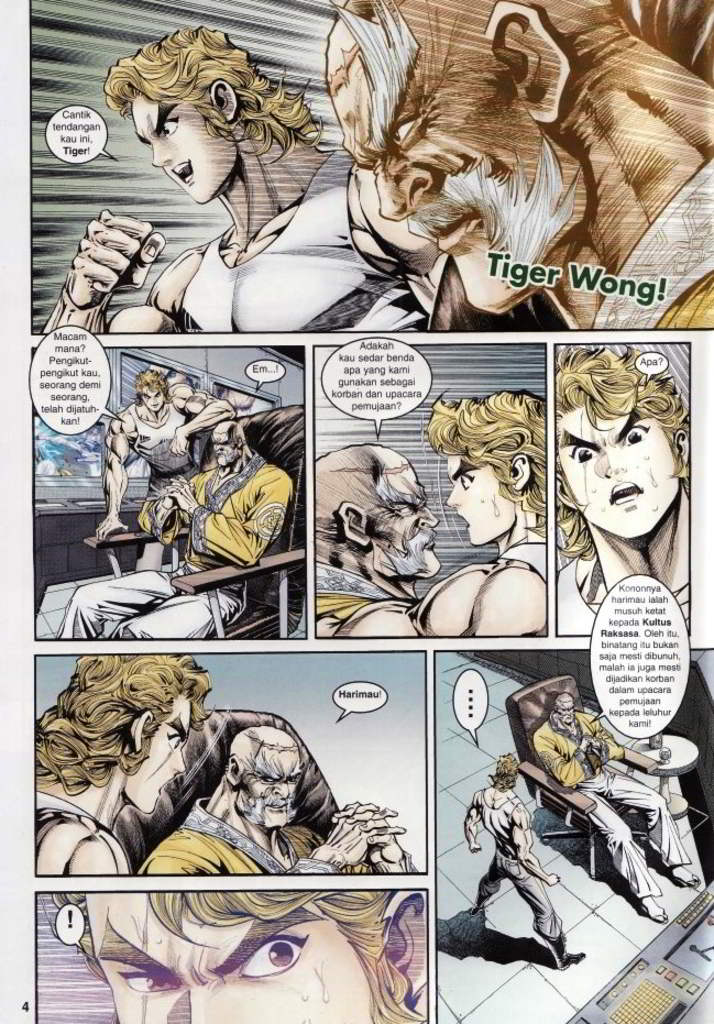 Cantik
tendangan
kau ini,
Tiger!
Tiger Wong!
Macam
mana?
Pengikut-
pengikut kau,
seorang demi
seorang,
telah dijatuh-
kan!
Em...!
Adakah
kau sedar benda
apa yang kami
gunakan sebagai
korban dan upacara
pemujaan?
Apa?
Harimau!
!
Kononnya
harimau ialah
musuh ketat
kepada Kultus
Raksasa. Oleh itu,
binatang itu bukan
saja mesti dibunuh,
malah ia juga mesti
dijadikan korban
dalam upacara
pemujaan
kepada leluhur
kami!
....
4